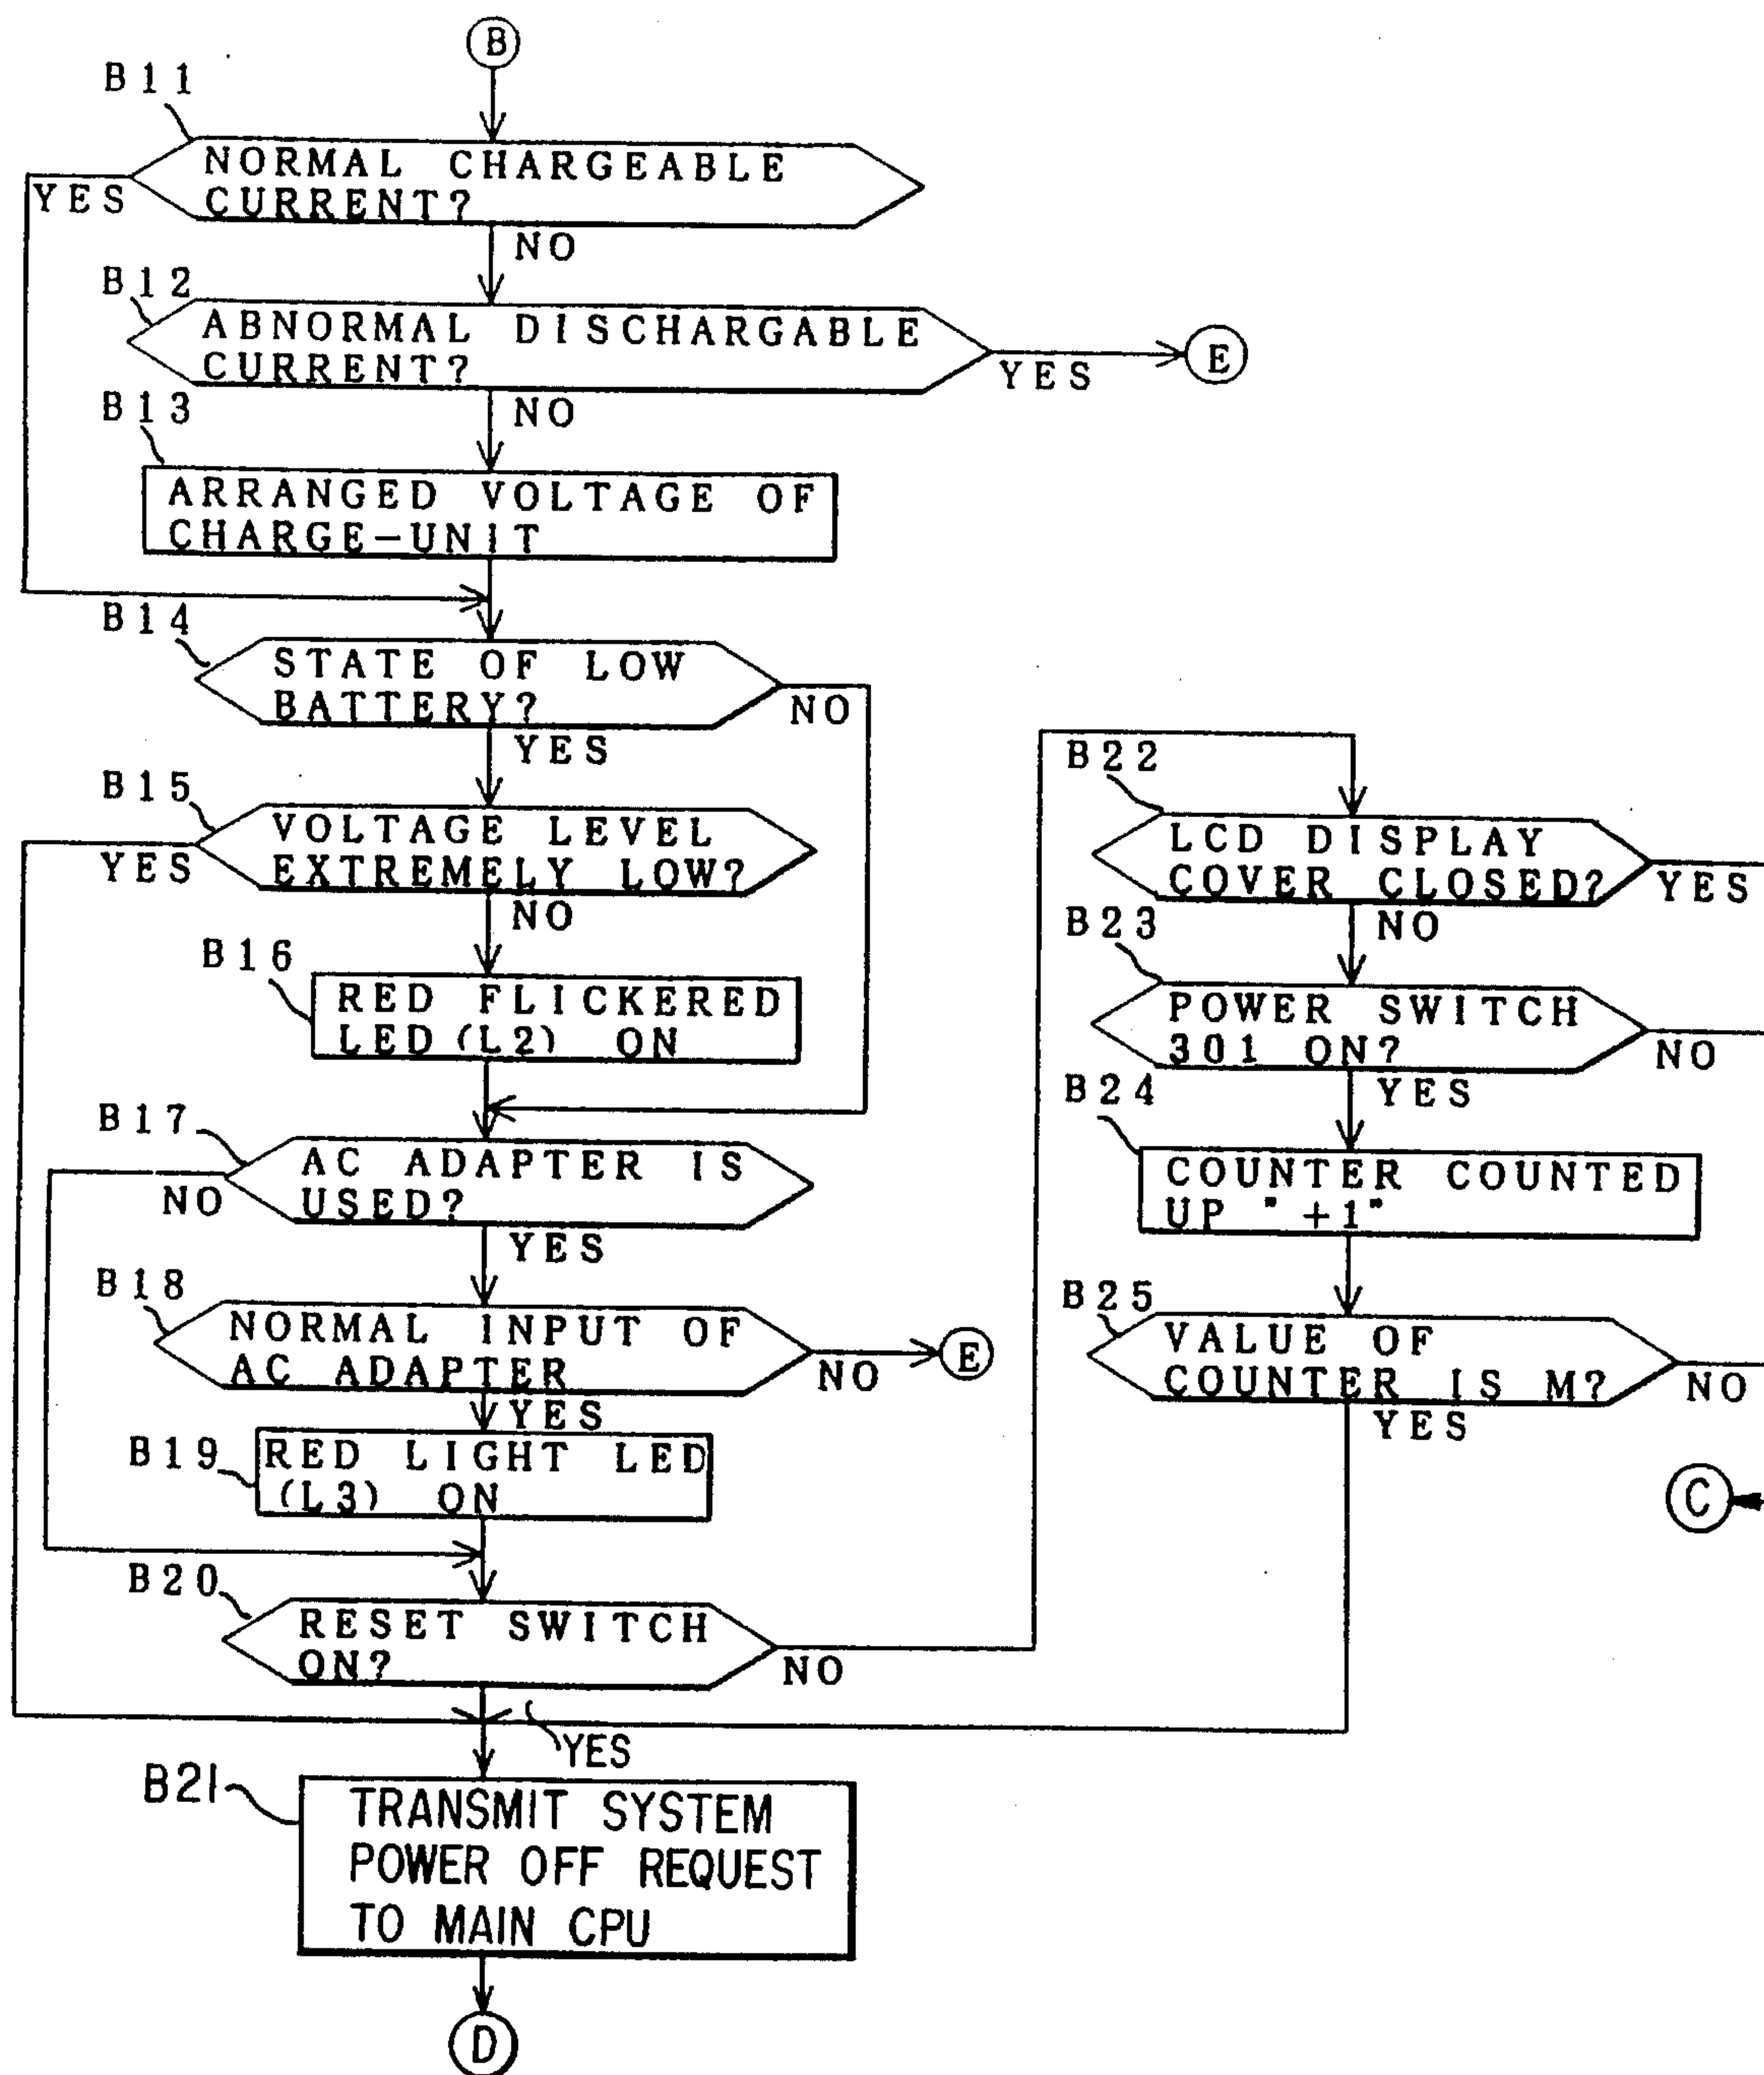 B
B11
NORMAL CHARGEABLE
CURRENT?
YES
NO
B12
ABNORMAL DISCHARGABLE
CURRENT?
YES
E
NO
B13
ARRANGED VOLTAGE OF
CHARGE-UNIT
B14
STATE OF LOW
BATTERY?
NO
YES
B15
VOLTAGE LEVEL
EXTREMELY LOW?
YES
NO
B16
RED FLICKERED
LED (L2) ON
B17
AC ADAPTER IS
USED?
NO
YES
B18
NORMAL INPUT OF
AC ADAPTER
NO
E
YES
B19
RED LIGHT LED
(L3) ON
B20
RESET SWITCH
ON?
NO
YES
B21
TRANSMIT SYSTEM
POWER OFF REQUEST
TO MAIN CPU
D
B22
LCD DISPLAY
COVER CLOSED?
YES
NO
B23
POWER SWITCH
301 ON?
NO
YES
B24
COUNTER COUNTED
UP "+1"
B25
VALUE OF
COUNTER IS M?
NO
YES
C